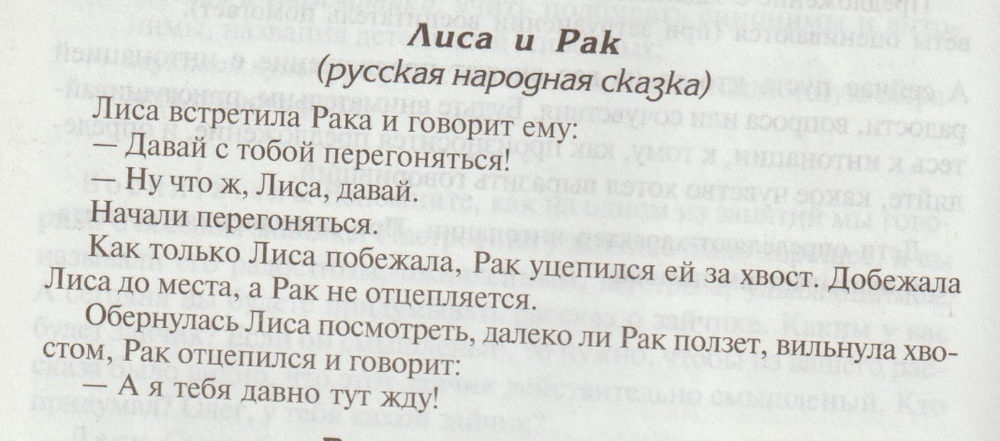 Лиса и Рак
(русская народная сказка)
Лиса встретила Рака и говорит ему:
— Давай с тобой перегоняться!
— Ну что ж, Лиса, давай.
Начали перегоняться.
Как только Лиса побежала, Рак уцепился ей за хвост. Добежала
Лиса до места, а Рак не отцепляется.
Обернулась Лиса посмотреть, далеко ли Рак ползет, вильнула хво-
стом, Рак отцепился и говорит:
— А я тебя давно тут жду!